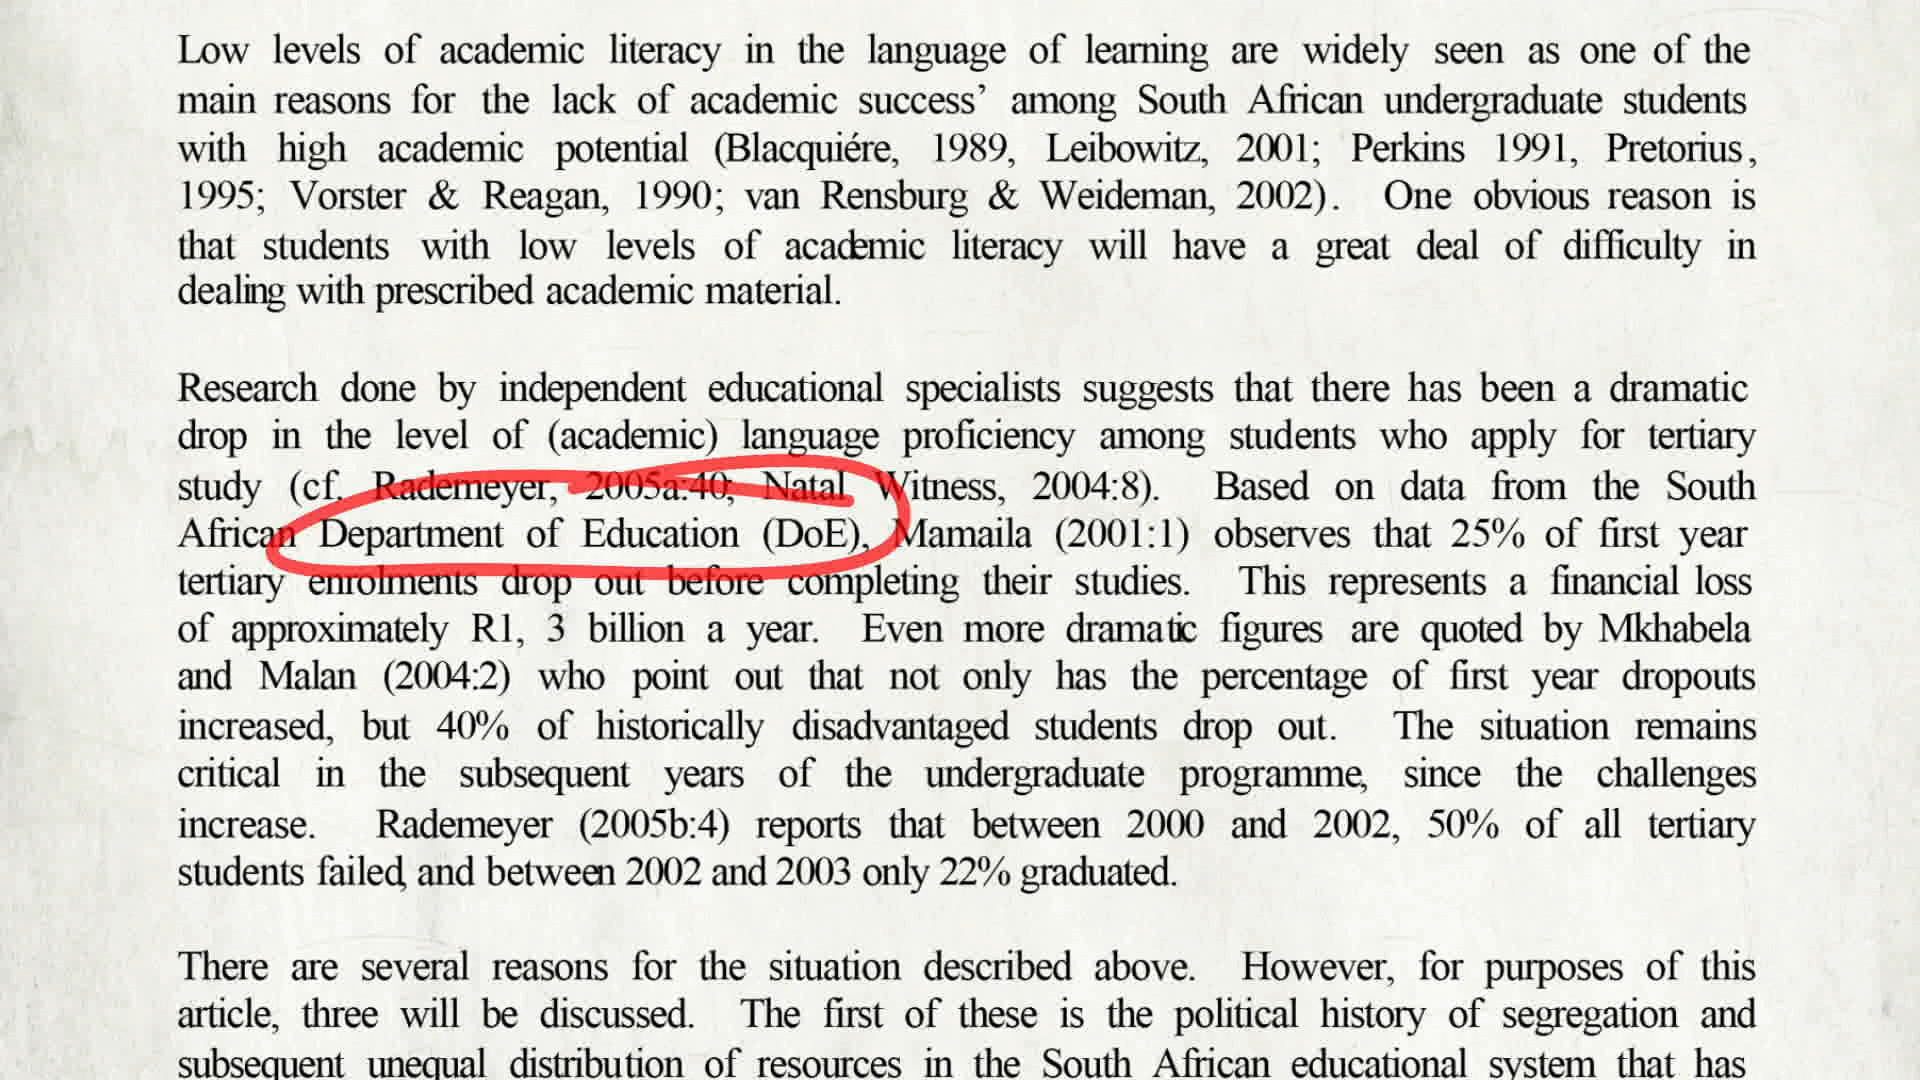 Low levels of academic literacy in the language of learning are widely seen as one of the
main reasons for the lack of academic success’ among South African undergraduate students
with high academic potential (Blacquiére, 1989, Leibowitz, 2001; Perkins 1991, Pretorius,
1995; Vorster & Reagan, 1990; van Rensburg & Weideman, 2002). One obvious reason is
that students with low levels of academic literacy will have a great deal of difficulty in
dealing with prescribed academic material.
Research done by independent educational specialists suggests that there has been a dramatic
drop in the level of (academic) language proficiency among students who apply for tertiary
study (cf. Rademeyer, 2005a:40; Natal Witness, 2004:8). Based on data from the South
African Department of Education (DoE), Mamaila (2001:1) observes that 25% of first year
tertiary enrolments drop out before completing their studies. This represents a financial loss
of approximately R1, 3 billion a year. Even more dramatic figures are quoted by Mkhabela
and Malan (2004:2) who point out that not only has the percentage of first year dropouts
increased, but 40% of historically disadvantaged students drop out. The situation remains
critical in the subsequent years of the undergraduate programme, since the challenges
increase. Rademeyer (2005b:4) reports that between 2000 and 2002, 50% of all tertiary
students failed, and between 2002 and 2003 only 22% graduated.
There are several reasons for the situation described above. However, for purposes of this
article, three will be discussed. The first of these is the political history of segregation and
subsequent unequal distribution of resources in the South African educational system that has